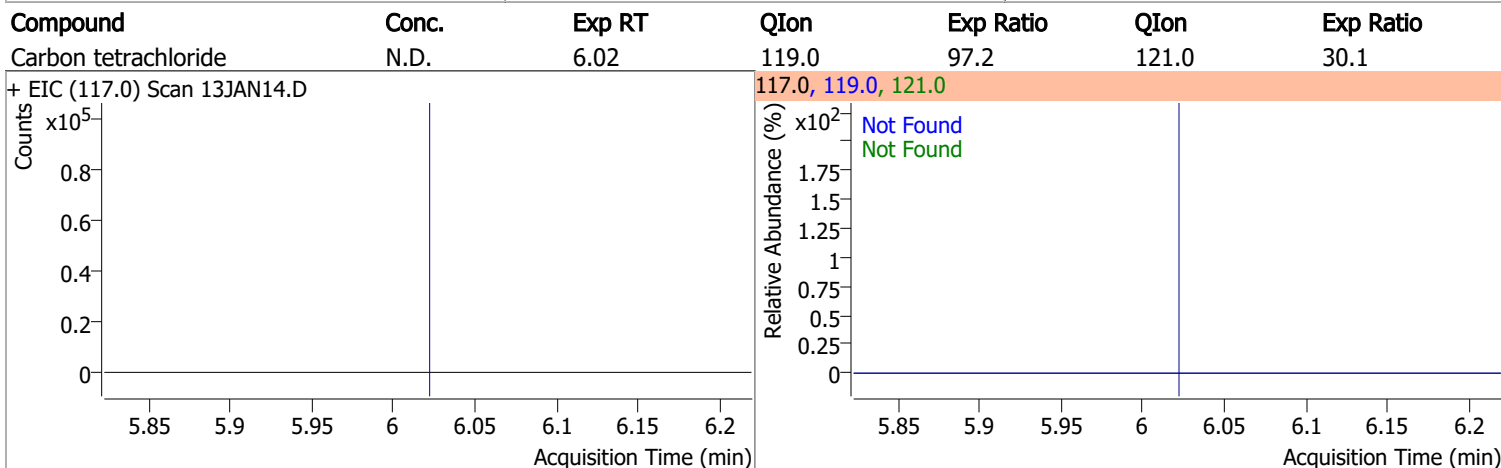 Compound Conc. Exp RT QIon Exp Ratio QIon Exp Ratio
Carbon tetrachloride N.D. 6.02 119.0 97.2 121.0 30.1
+ EIC (117.0) Scan 13JAN14.D
Counts
x10⁵
0.8
0.6
0.4
0.2
0
5.85 5.9 5.95 6 6.05 6.1 6.15 6.2
Acquisition Time (min)
117.0, 119.0, 121.0
Relative Abundance (%)
x10²
Not Found
Not Found
1.75
1.5
1.25
1
0.75
0.5
0.25
0
5.85 5.9 5.95 6 6.05 6.1 6.15 6.2
Acquisition Time (min)